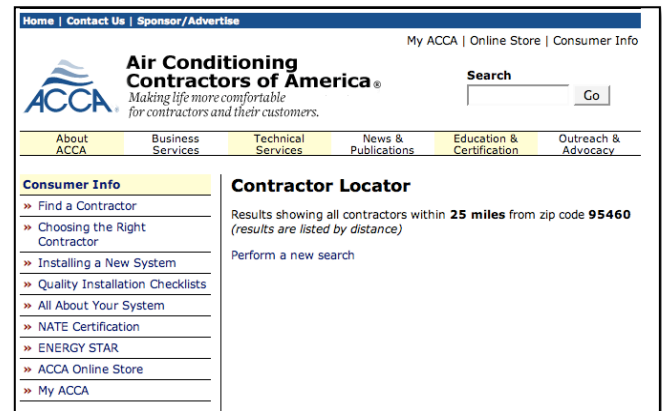 Home | Contact Us | Sponsor/Advertise
My ACCA | Online Store | Consumer Info
ACCA®
Air Conditioning
Contractors of America®
Making life more comfortable
for contractors and their customers.
Search
Go
About ACCA
Business Services
Technical Services
News & Publications
Education & Certification
Outreach & Advocacy
Consumer Info
» Find a Contractor
» Choosing the Right
Contractor
» Installing a New System
» Quality Installation Checklists
» All About Your System
» NATE Certification
» ENERGY STAR
» ACCA Online Store
» My ACCA
Contractor Locator
Results showing all contractors within 25 miles from zip code 95460
(results are listed by distance)
Perform a new search